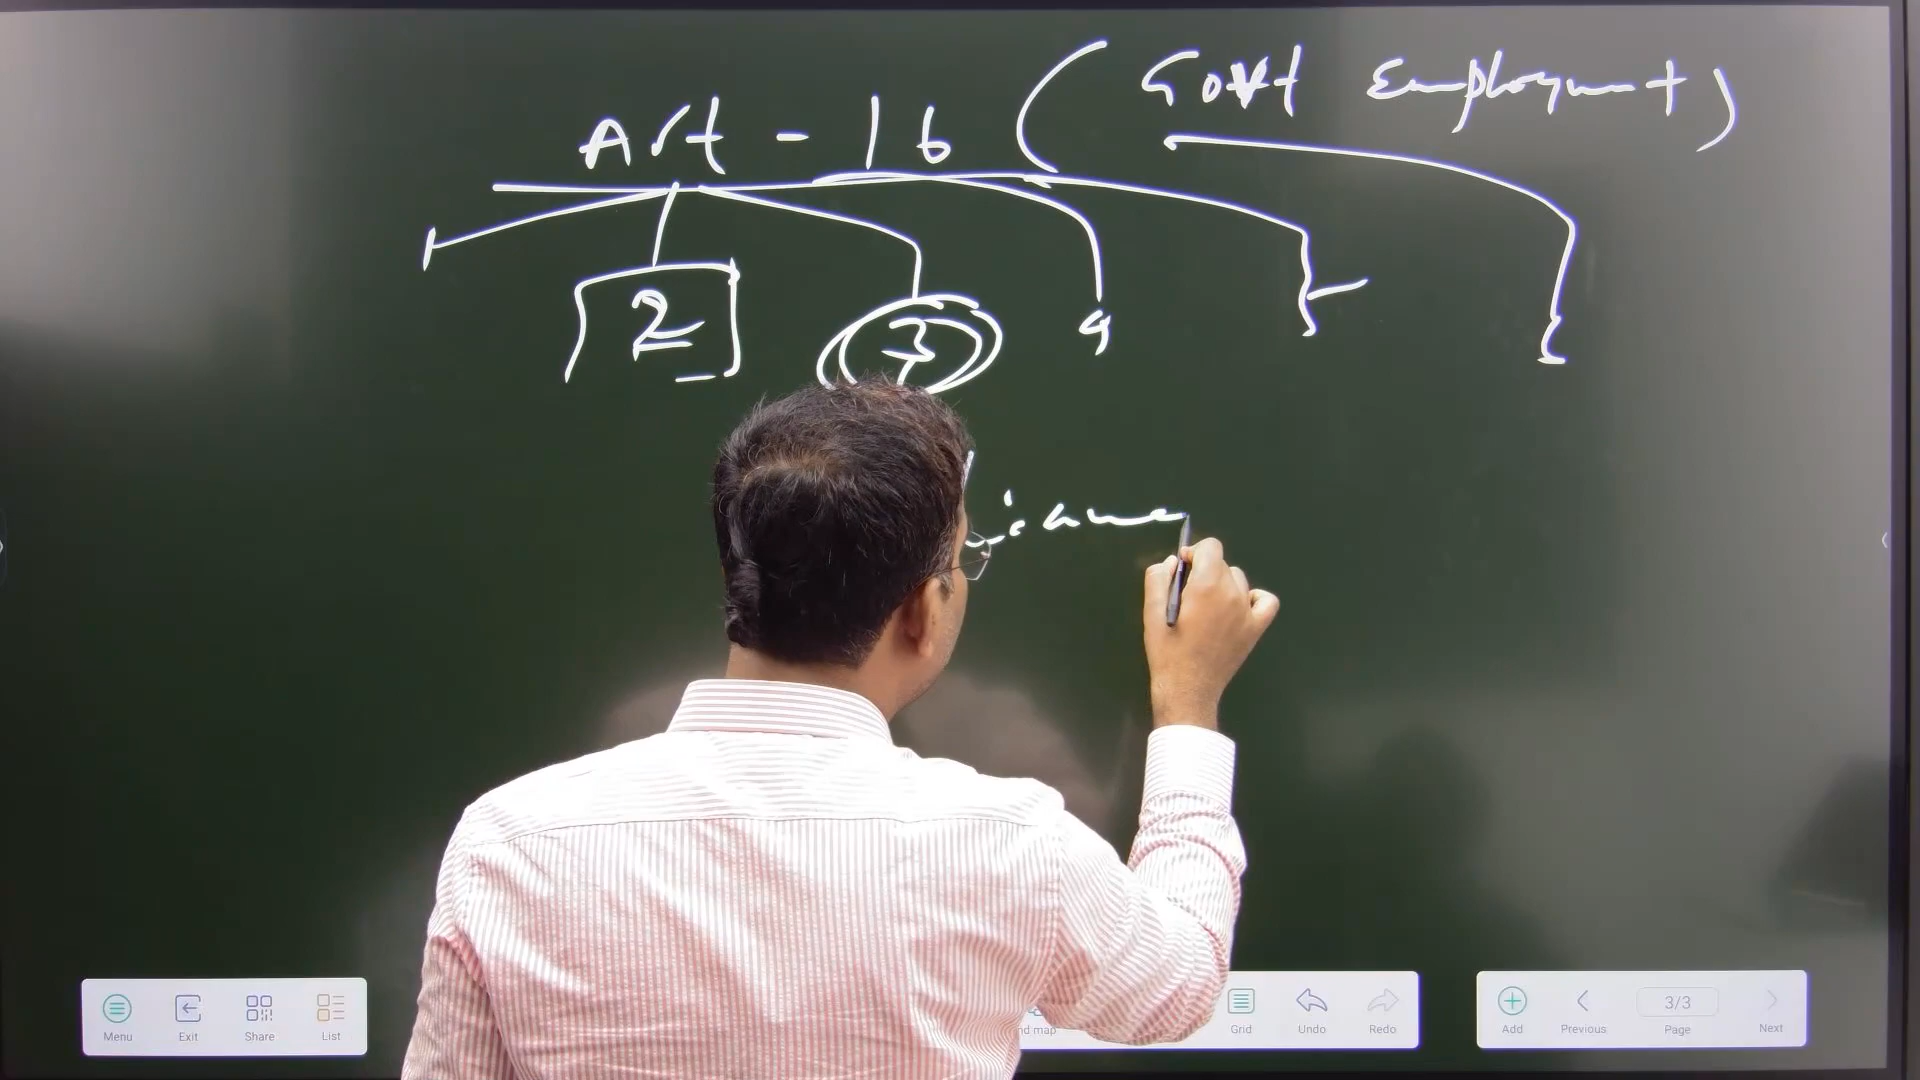 Art - 16 (Govt Employment)
1 2 3 4 5 6
Menu Exit Share List Grid Undo Redo Add Previous 3/3 Page Next